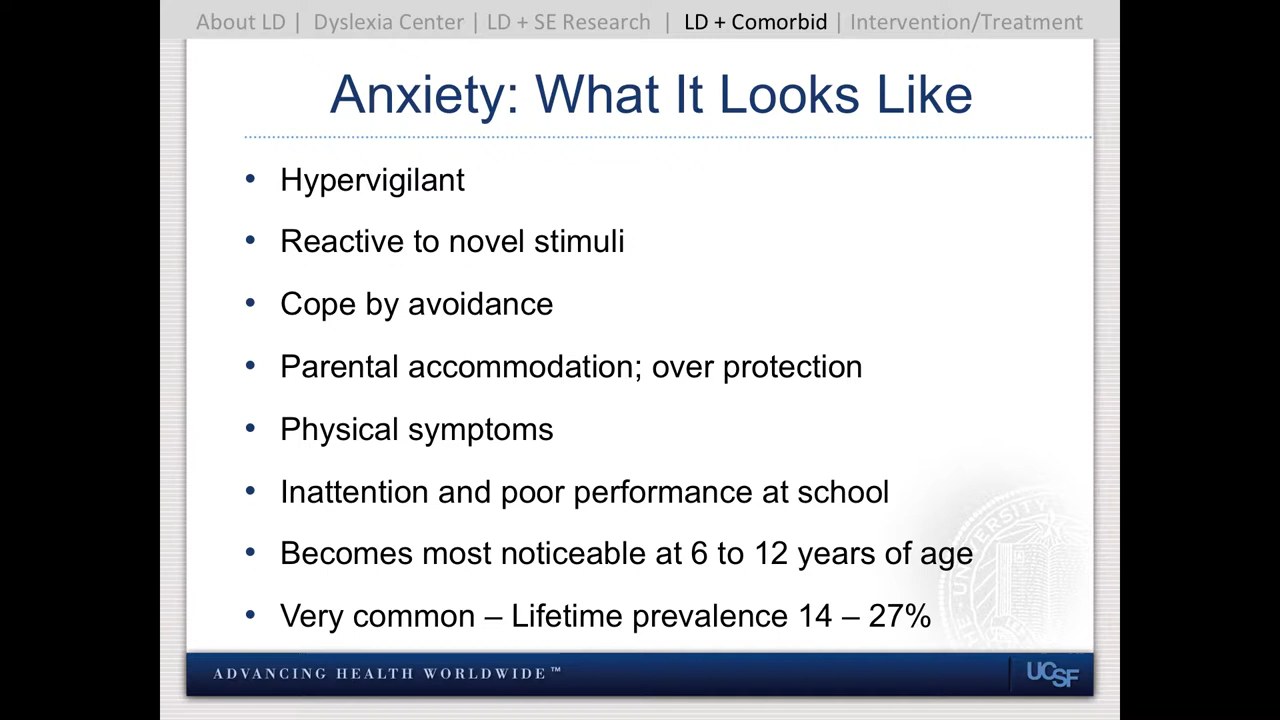 About LD | Dyslexia Center | LD + SE Research | LD + Comorbid | Intervention/Treatment
Anxiety: What It Looks Like
• Hypervigilant
• Reactive to novel stimuli
• Cope by avoidance
• Parental accommodation; over protection
• Physical symptoms
• Inattention and poor performance at school
• Becomes most noticeable at 6 to 12 years of age
• Very common – Lifetime prevalence 14 – 27%
ADVANCING HEALTH WORLDWIDE™
UCSF